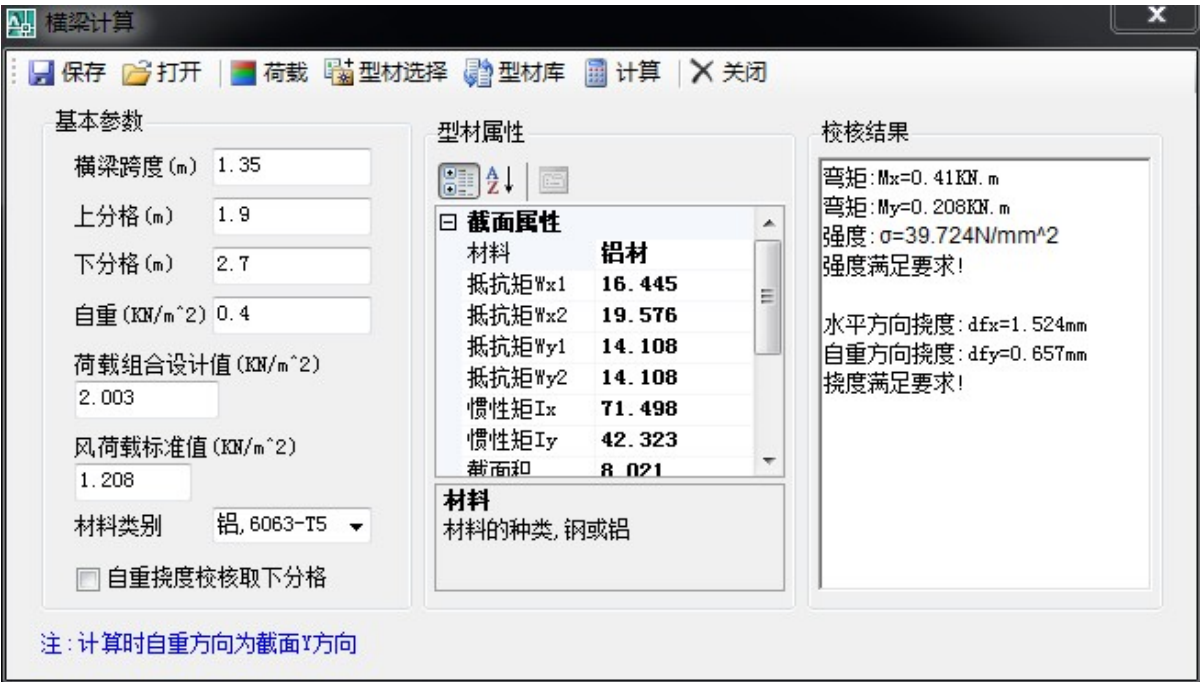 横梁计算
保存 打开 荷载 型材选择 型材库 计算 关闭
基本参数
横梁跨度(m) 1.35
上分格(m) 1.9
下分格(m) 2.7
自重(KN/m^2) 0.4
荷载组合设计值(KN/m^2)
2.003
风荷载标准值(KN/m^2)
1.208
材料类别 铝,6063-T5
自重挠度校核取下分格
型材属性
截面属性
材料 铝材
抵抗矩Wx1 16.445
抵抗矩Wx2 19.576
抵抗矩Wy1 14.108
抵抗矩Wy2 14.108
惯性矩Ix 71.498
惯性矩Iy 42.323
截面积 8.021
材料
材料的种类,钢或铝
校核结果
弯矩:Mx=0.41KN.m
弯矩:My=0.208KN.m
强度:σ=39.724N/mm^2
强度满足要求!
水平方向挠度:dfx=1.524mm
自重方向挠度:dfy=0.657mm
挠度满足要求!
注:计算时自重方向为截面Y方向